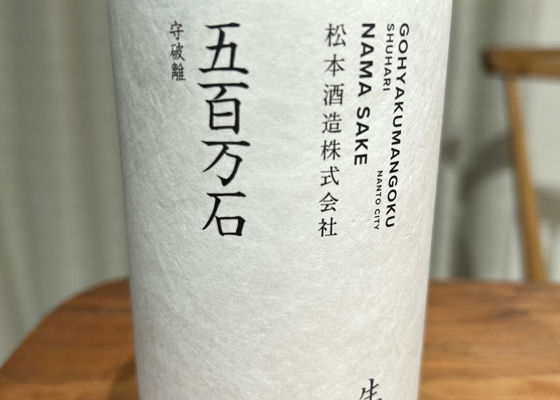 GOHYAKUMANGOKU
NANTO CITY
SHUHARI
NAMA SAKE
松本酒造株式会社
五百万石
守破離
生